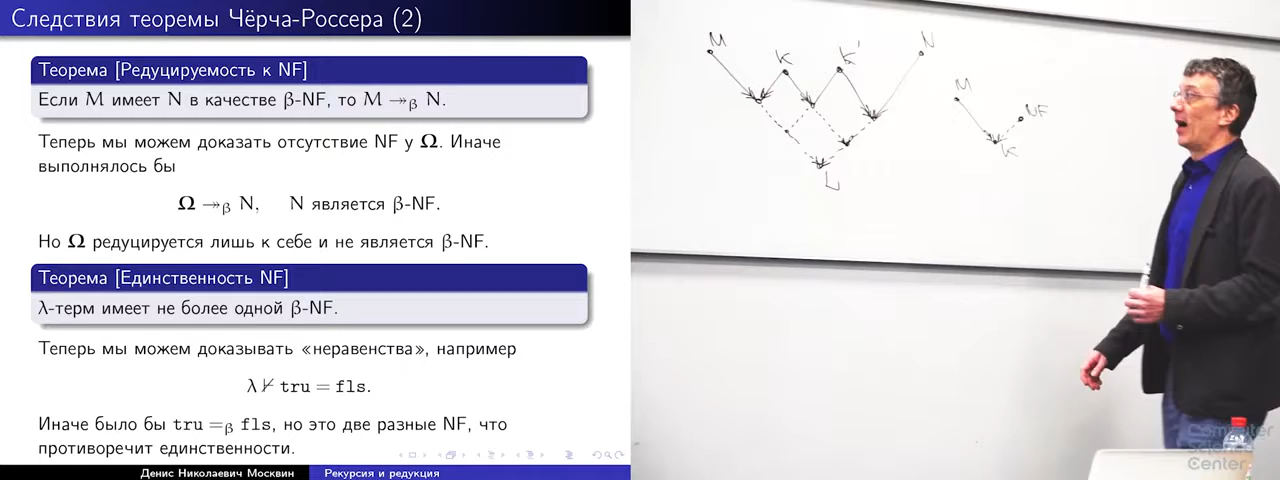 Следствия теоремы Чёрча-Россера (2)
Теорема [Редуцируемость к NF]
Если M имеет N в качестве β-NF, то M ↠β N.
Теперь мы можем доказать отсутствие NF у Ω. Иначе
выполнялось бы
Ω ↠β N, N является β-NF.
Но Ω редуцируется лишь к себе и не является β-NF.
Теорема [Единственность NF]
λ-терм имеет не более одной β-NF.
Теперь мы можем доказывать «неравенства», например
λ ⊬ tru = fls.
Иначе было бы tru =β fls, но это две разные NF, что
противоречит единственности.
Денис Николаевич Москвин Рекурсия и редукция
M K K' N
L
M NF
K
Computer
Science
Center